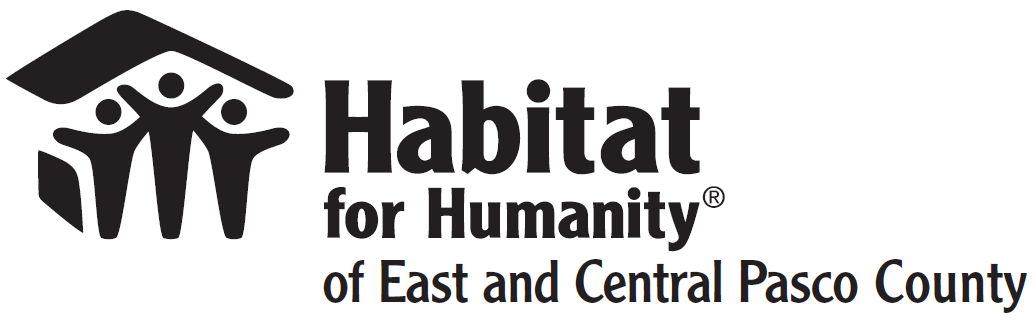 Habitat
for Humanity®
of East and Central Pasco County